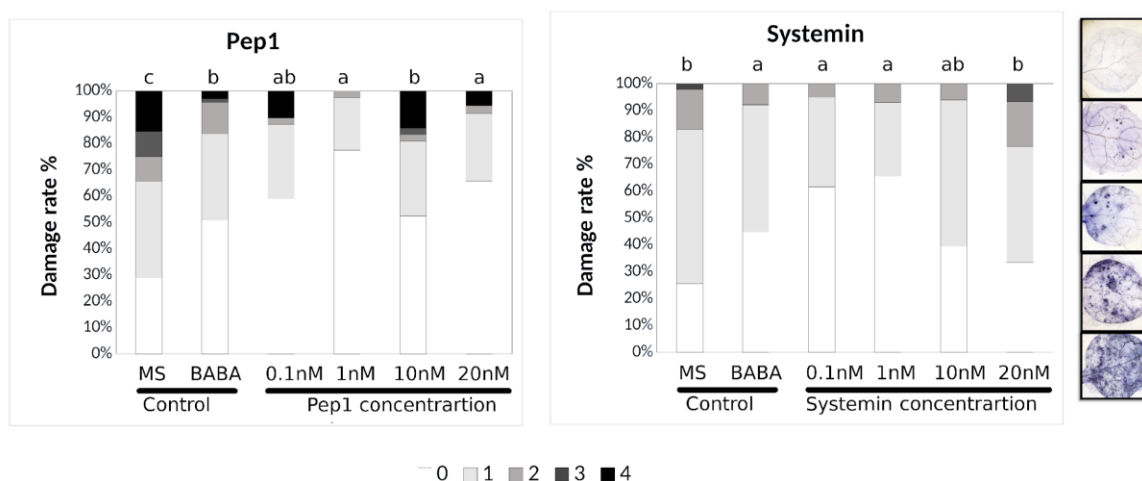 Pep1
c b ab a b a
Damage rate %
100%
90%
80%
70%
60%
50%
40%
30%
20%
10%
0%
MS BABA 0.1nM 1nM 10nM 20nM
Control Pep1 concentrartion
Systemin
b a a a ab b
Damage rate %
100%
90%
80%
70%
60%
50%
40%
30%
20%
10%
0%
MS BABA 0.1nM 1nM 10nM 20nM
Control Systemin concentrartion
0 1 2 3 4